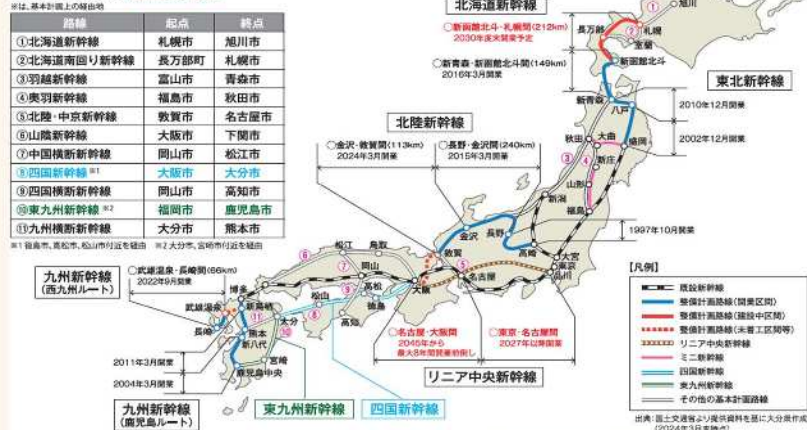 ※は、基本計画上の経由地
路線 起点 終点
①北海道新幹線 札幌市 旭川市
②北海道南回り新幹線 長万部町 札幌市
③羽越新幹線 富山市 青森市
④奥羽新幹線 福島市 秋田市
⑤北陸・中京新幹線 敦賀市 名古屋市
⑥山陰新幹線 大阪市 下関市
⑦中国横断新幹線 岡山市 松江市
⑧四国新幹線※1 大阪市 大分市
⑨四国横断新幹線 岡山市 高知市
⑩東九州新幹線※2 福岡市 鹿児島市
⑪九州横断新幹線 大分市 熊本市
※1 徳島市、高松市、松山市付近を経由 ※2 大分市、宮崎市付近を経由
北海道新幹線
○新函館北斗・札幌間(212km)
2030年度末開業予定
○新青森・新函館北斗間(149km)
2016年3月開業
① 旭川
② 札幌
長万部
室蘭
新函館北斗
東北新幹線
新青森
八戸
2010年12月開業
2002年12月開業
盛岡
秋田
大曲
新庄
③
④
山形
福島
新潟
北陸新幹線
○金沢・敦賀間(113km)
2024年3月開業
○長野・金沢間(240km)
2015年3月開業
1997年10月開業
金沢
長野
高崎
大宮
東京
品川
敦賀
⑤
名古屋
大阪
松江
鳥取
⑥
⑦
岡山
高松
⑨
松山
徳島
⑧
高知
九州新幹線
(西九州ルート)
○武雄温泉・長崎間(66km)
2022年9月開業
博多
武雄温泉
新鳥栖
長崎
⑪
大分
⑩
熊本
新八代
宮崎
鹿児島中央
2011年3月開業
2004年3月開業
九州新幹線
(鹿児島ルート)
東九州新幹線
四国新幹線
○名古屋・大阪間
2045年から
最大8年間開業前倒し
○東京・名古屋間
2027年以降開業
リニア中央新幹線
【凡例】
既設新幹線
整備計画路線(開業区間)
整備計画路線(建設中区間)
整備計画路線(未着工区間等)
リニア中央新幹線
ミニ新幹線
四国新幹線
東九州新幹線
その他の基本計画路線
出典:国土交通省より提供資料を基に大分県作成
(2024年3月末時点)